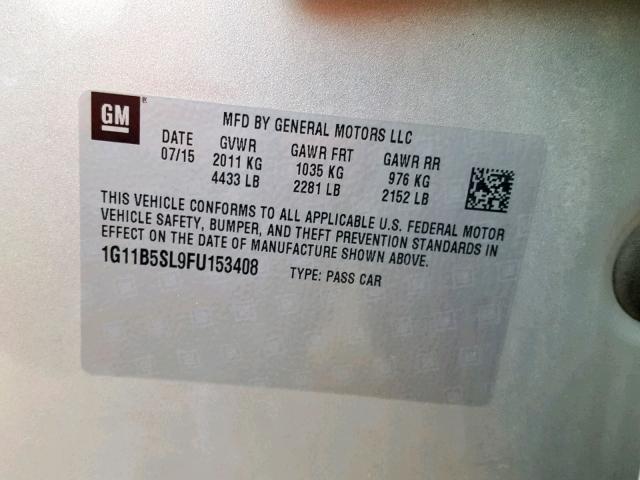 GM
MFD BY GENERAL MOTORS LLC
DATE GVWR GAWR FRT GAWR RR
07/15 2011 KG 1035 KG 976 KG
4433 LB 2281 LB 2152 LB
THIS VEHICLE CONFORMS TO ALL APPLICABLE U.S. FEDERAL MOTOR
VEHICLE SAFETY, BUMPER, AND THEFT PREVENTION STANDARDS IN
EFFECT ON THE DATE OF MANUFACTURE SHOWN ABOVE.
1G11B5SL9FU153408 TYPE: PASS CAR